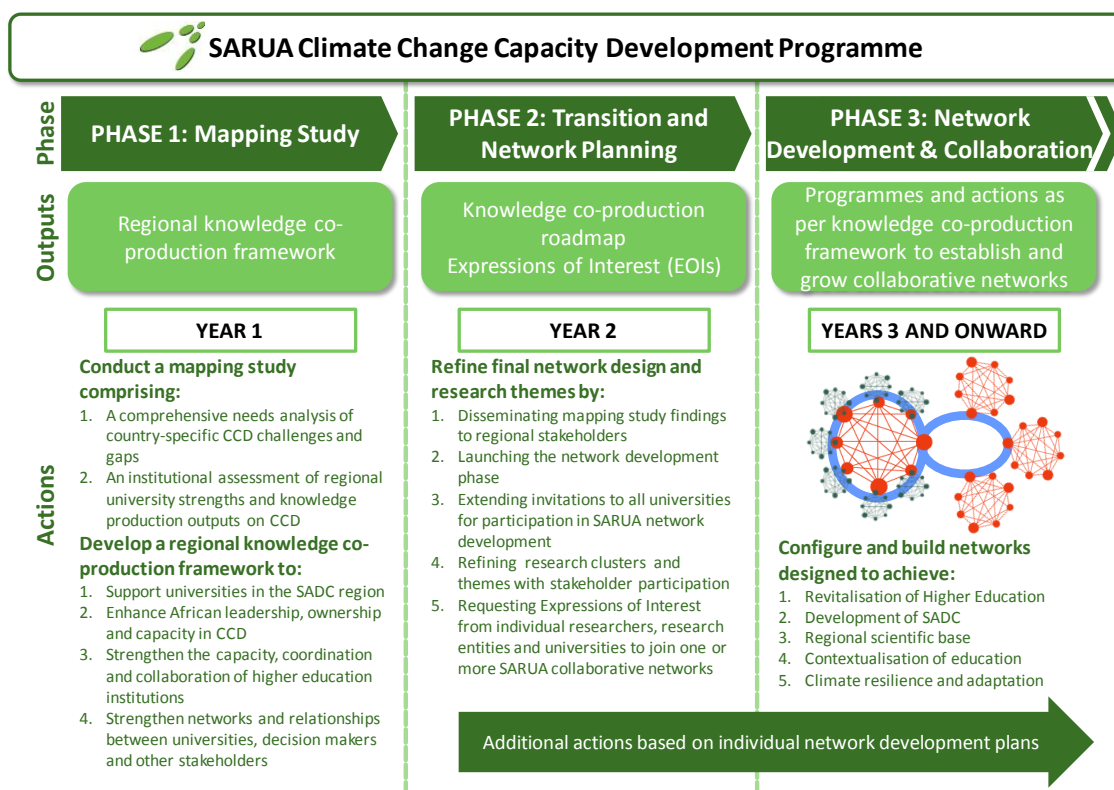 SARUA Climate Change Capacity Development Programme
Phase
PHASE 1: Mapping Study
PHASE 2: Transition and
Network Planning
PHASE 3: Network
Development & Collaboration
Outputs
Regional knowledge co-
production framework
Knowledge co-production
roadmap
Expressions of Interest (EOIs)
Programmes and actions as
per knowledge co-production
framework to establish and
grow collaborative networks
Actions
YEAR 1
Conduct a mapping study
comprising:
1. A comprehensive needs analysis of
country-specific CCD challenges and
gaps
2. An institutional assessment of regional
university strengths and knowledge
production outputs on CCD
Develop a regional knowledge co-
production framework to:
1. Support universities in the SADC region
2. Enhance African leadership, ownership
and capacity in CCD
3. Strengthen the capacity, coordination
and collaboration of higher education
institutions
4. Strengthen networks and relationships
between universities, decision makers
and other stakeholders
YEAR 2
Refine final network design and
research themes by:
1. Disseminating mapping study findings
to regional stakeholders
2. Launching the network development
phase
3. Extending invitations to all universities
for participation in SARUA network
development
4. Refining research clusters and
themes with stakeholder participation
5. Requesting Expressions of Interest
from individual researchers, research
entities and universities to join one or
more SARUA collaborative networks
YEARS 3 AND ONWARD
Configure and build networks
designed to achieve:
1. Revitalisation of Higher Education
2. Development of SADC
3. Regional scientific base
4. Contextualisation of education
5. Climate resilience and adaptation
Additional actions based on individual network development plans